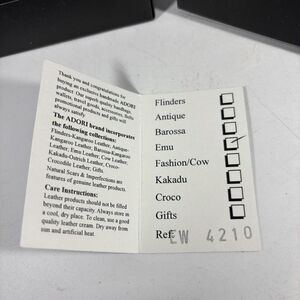 Thank you and congratulations for
buying an exclusive handmade ADORI
product. Our superb quality handbags,
wallets, travel goods, accessories, belts
promotional products and gifts will
always satisfy.
The ADORI brand incorporates
the following collections:
Flinders-Kangaroo Leather, Antique-
Kangaroo Leather, Barossa-Kangaroo
Leather, Emu Leather, Cow Leather,
Kakadu-Ostrich Leather, Croco-
Crocodile Leather, Gifts
Natural Scars & Imperfections are
features of genuine leather products.
Care Instructions:
Leather products should not be filled
beyond their capacity. Always store in
a cool, dry place. To clean, use a good
quality leather cream. Dry away from
sun and artificial heat.
Flinders
Antique
Barossa
Emu
Fashion/Cow
Kakadu
Croco
Gifts
Ref: EW 4210